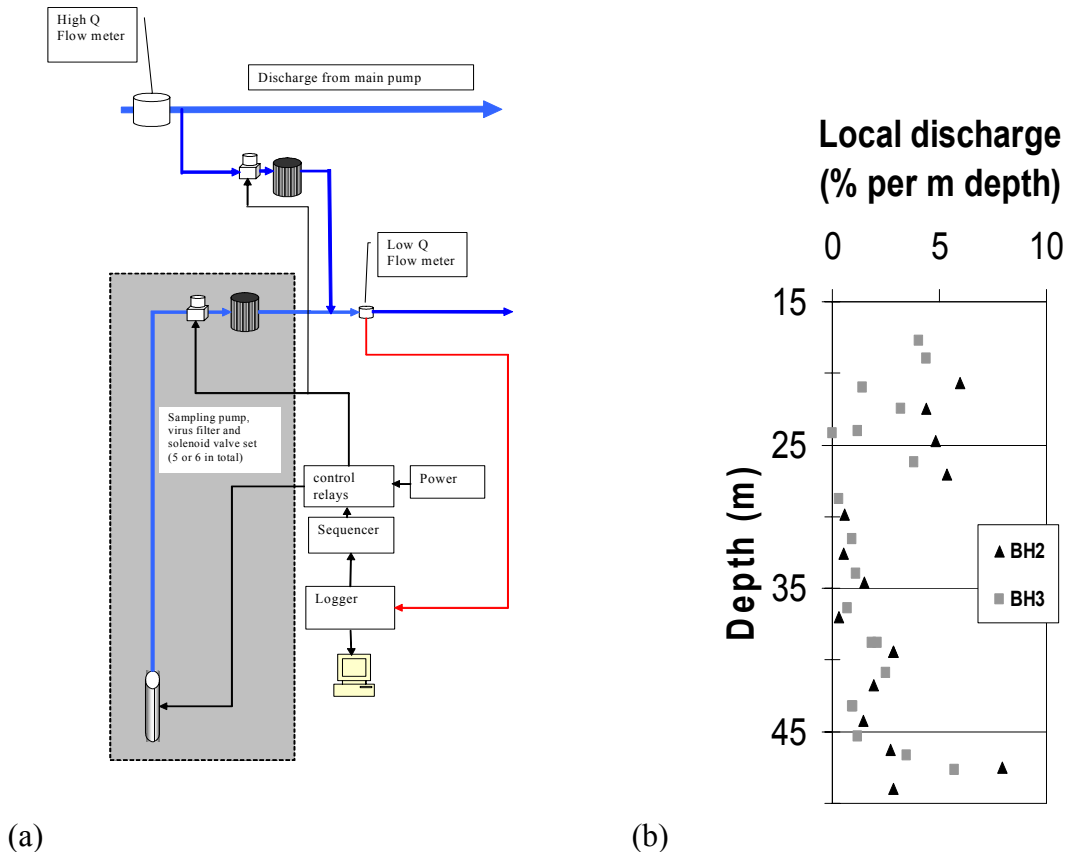 High Q
Flow meter
Discharge from main pump
Low Q
Flow meter
Sampling pump,
virus filter and
solenoid valve set
(5 or 6 in total)
control
relays
Power
Sequencer
Logger
(a)
Local discharge
(% per m depth)
0 5 10
15
25
35
45
Depth (m)
BH2
BH3
(b)